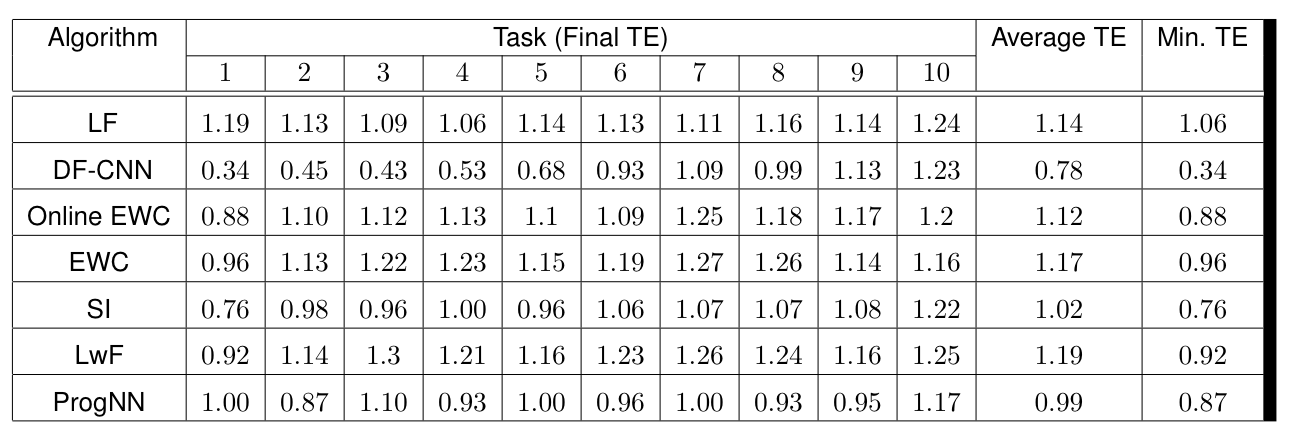 Algorithm Task (Final TE) Average TE Min. TE
1 2 3 4 5 6 7 8 9 10
LF 1.19 1.13 1.09 1.06 1.14 1.13 1.11 1.16 1.14 1.24 1.14 1.06
DF-CNN 0.34 0.45 0.43 0.53 0.68 0.93 1.09 0.99 1.13 1.23 0.78 0.34
Online EWC 0.88 1.10 1.12 1.13 1.1 1.09 1.25 1.18 1.17 1.2 1.12 0.88
EWC 0.96 1.13 1.22 1.23 1.15 1.19 1.27 1.26 1.14 1.16 1.17 0.96
SI 0.76 0.98 0.96 1.00 0.96 1.06 1.07 1.07 1.08 1.22 1.02 0.76
LwF 0.92 1.14 1.3 1.21 1.16 1.23 1.26 1.24 1.16 1.25 1.19 0.92
ProgNN 1.00 0.87 1.10 0.93 1.00 0.96 1.00 0.93 0.95 1.17 0.99 0.87